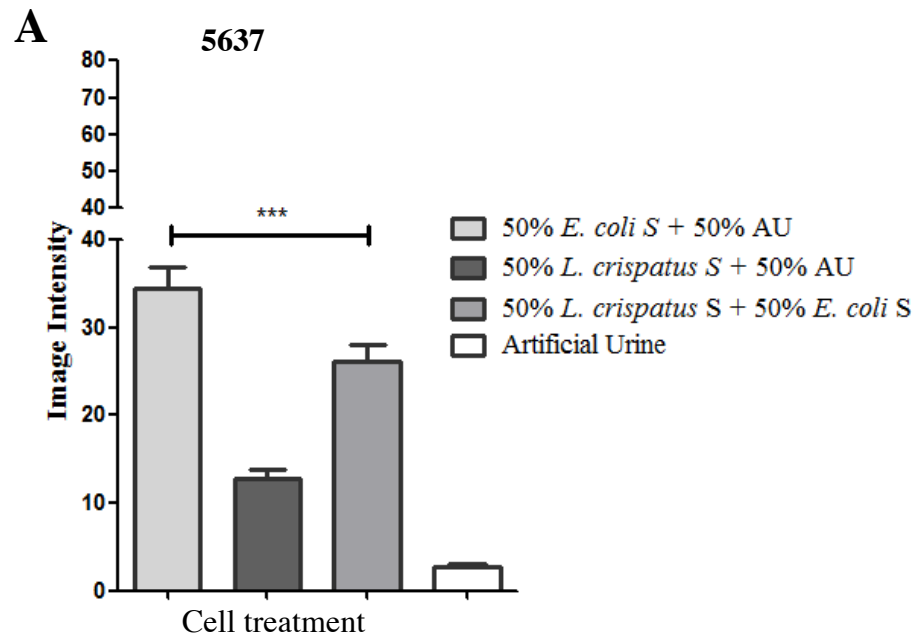 A
5637
80
70
60
50
40
40
30
20
10
0
Image Intensity
***
50% E. coli S + 50% AU
50% L. crispatus S + 50% AU
50% L. crispatus S + 50% E. coli S
Artificial Urine
Cell treatment